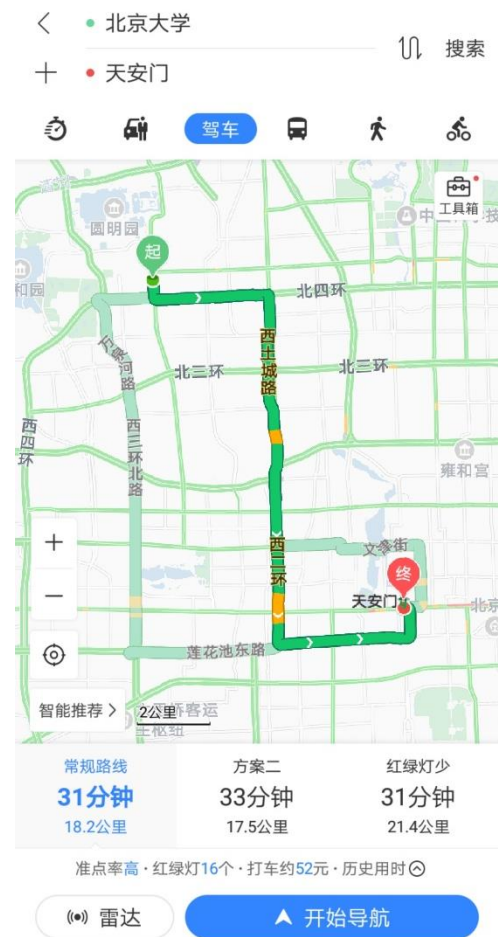 北京大学
搜索
天安门
驾车
工具箱
圆明园
起
和园
北四环
万泉河路
西土城路
北三环
北三环
西四环
西三环北路
雍和宫
西二环
文津街
终
天安门
北京
莲花池东路
智能推荐
2公里
桥客运
主枢纽
常规路线
方案二
红绿灯少
31分钟
33分钟
31分钟
18.2公里
17.5公里
21.4公里
准点率高·红绿灯16个·打车约52元·历史用时
雷达
开始导航